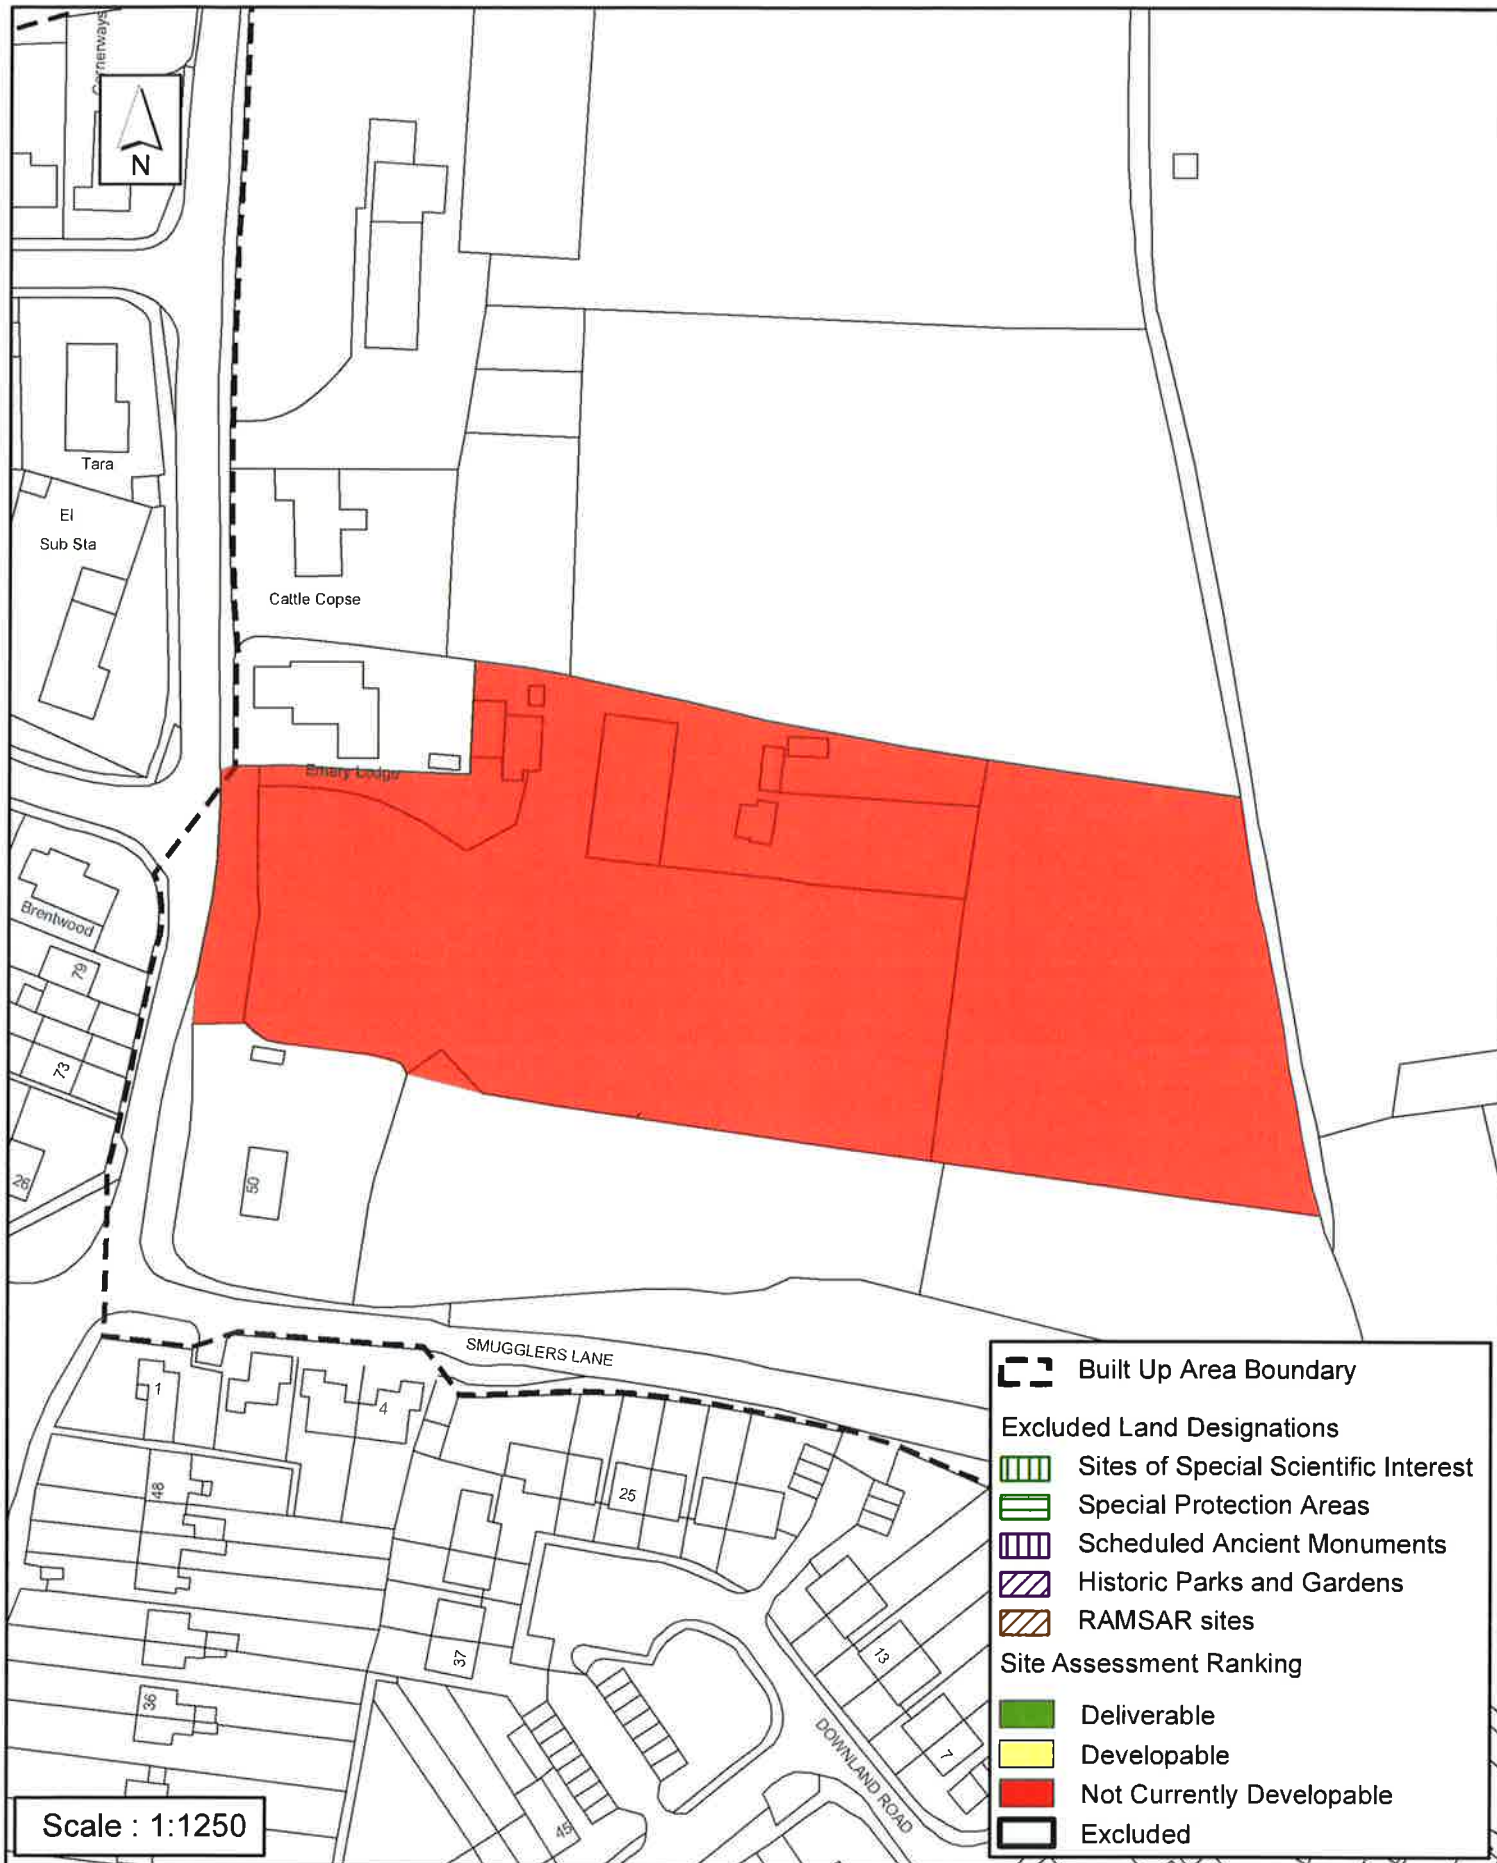 Cornerways
N
Tara
El
Sub Sta
Cattle Copse
Emery Lodge
Brentwood
79
73
26
50
SMUGGLERS LANE
1
4
48
25
36
37
13
7
45
DOWNLAND ROAD
Built Up Area Boundary
Excluded Land Designations
Sites of Special Scientific Interest
Special Protection Areas
Scheduled Ancient Monuments
Historic Parks and Gardens
RAMSAR sites
Site Assessment Ranking
Deliverable
Developable
Not Currently Developable
Excluded
Scale : 1:1250